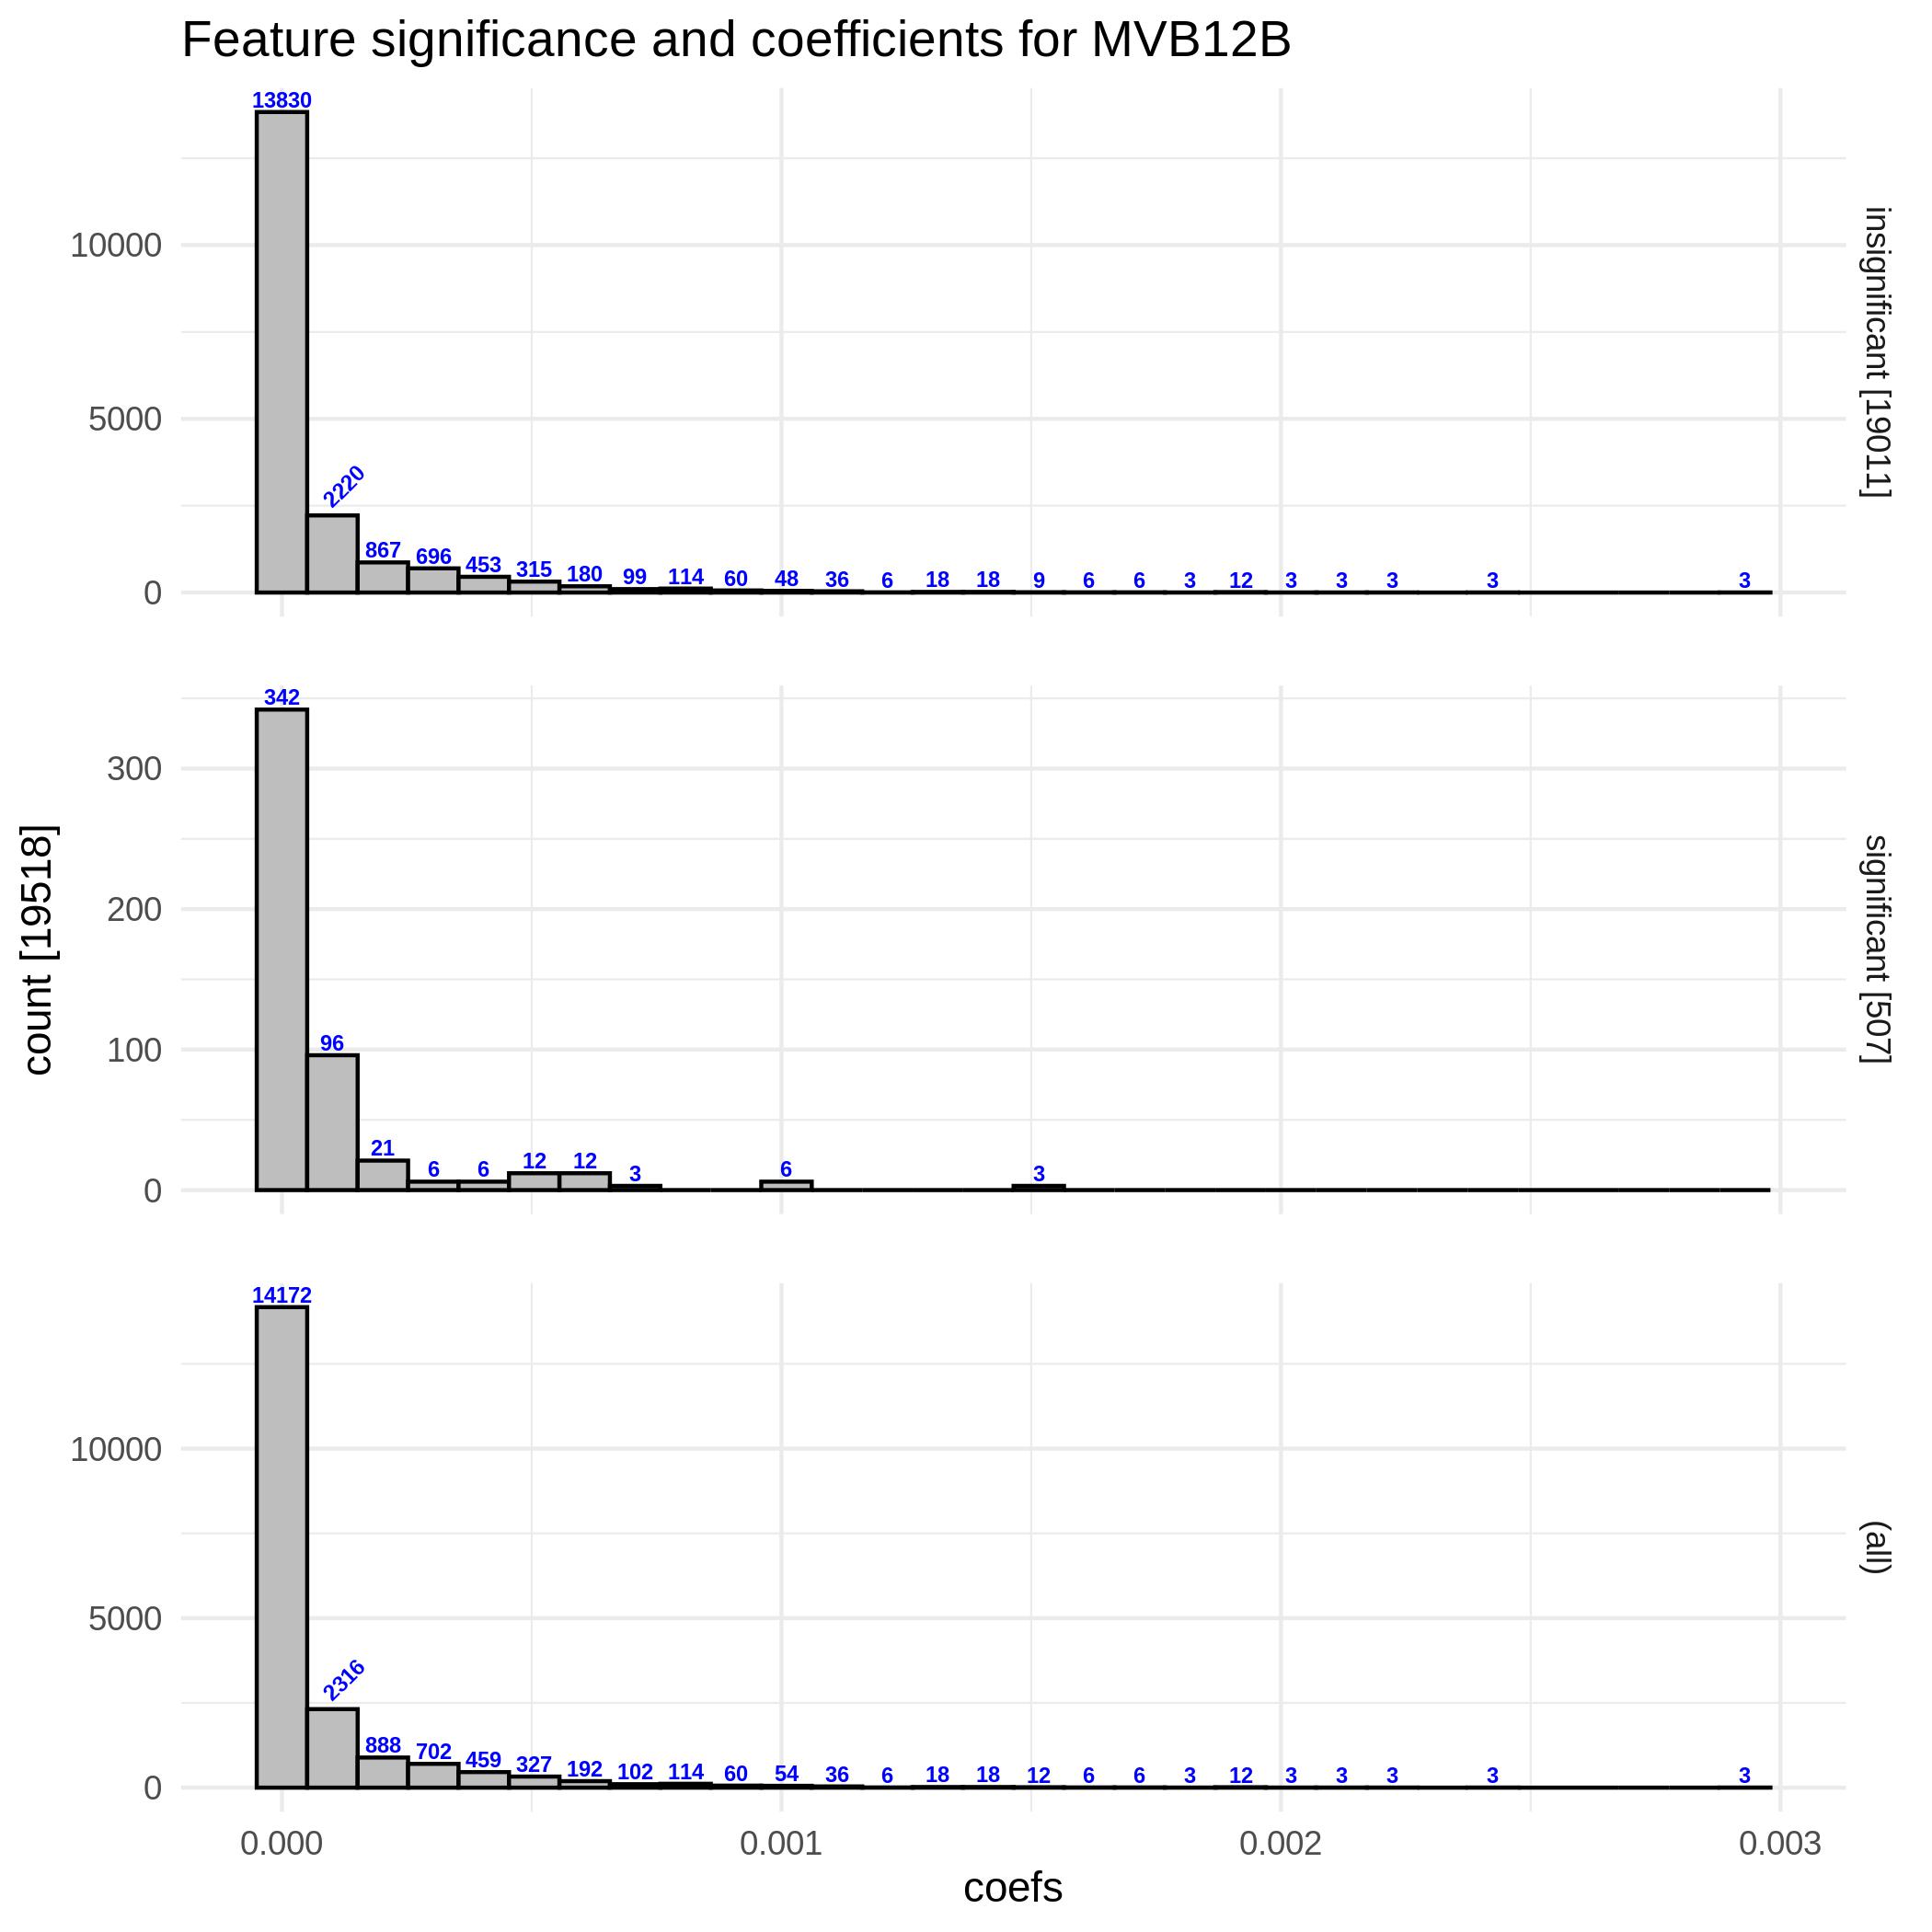 Feature significance and coefficients for MVB12B
13830
2220
867 696 453 315 180 99 114 60 48 36 6 18 18 9 6 6 3 12 3 3 3 3 3
10000
5000
0
insignificant [19011]
342
96
21 6 6 12 12 3 6 3
300
200
100
0
significant [507]
count [19518]
14172
2316
888 702 459 327 192 102 114 60 54 36 6 18 18 12 6 6 3 12 3 3 3 3 3
10000
5000
0
(all)
0.000 0.001 0.002 0.003
coefs